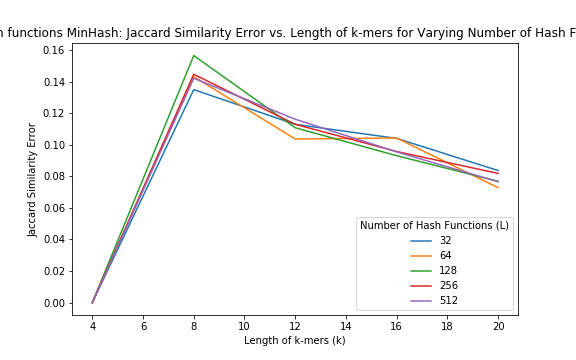 functions MinHash: Jaccard Similarity Error vs. Length of k-mers for Varying Number of Hash
0.16
0.14
0.12
0.10
0.08
0.06
0.04
0.02
0.00
Jaccard Similarity Error
Number of Hash Functions (L)
32
64
128
256
512
4 6 8 10 12 14 16 18 20
Length of k-mers (k)